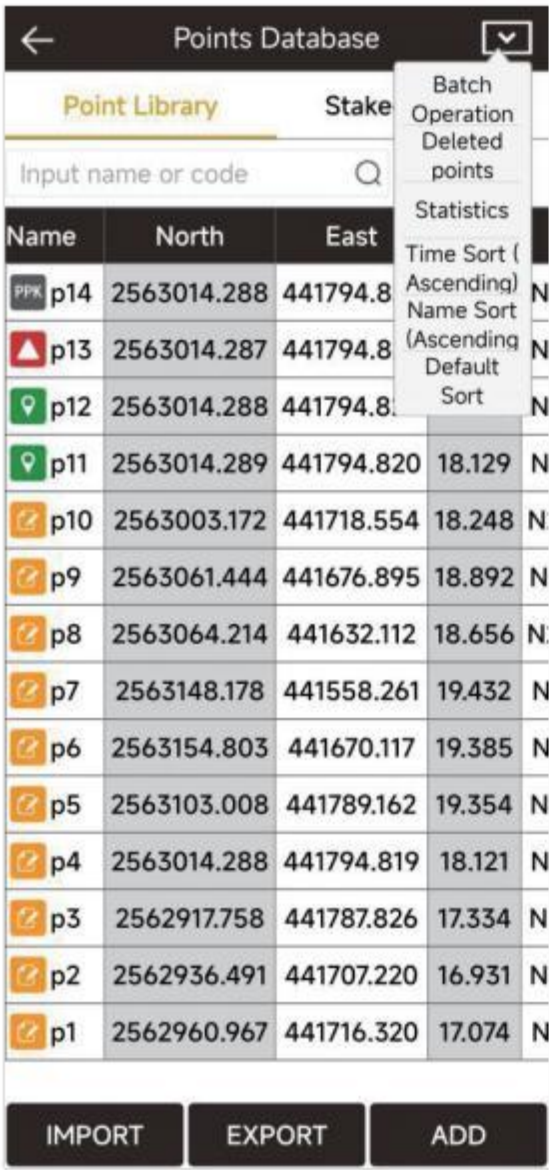 Points Database
Point Library Stake
Batch
Operation
Deleted
points
Statistics
Time Sort (
Ascending)
Name Sort
(Ascending
Default
Sort
Input name or code
Name North East
PPK p14 2563014.288 441794.8 N
p13 2563014.287 441794.8 N
p12 2563014.288 441794.8 N
p11 2563014.289 441794.820 18.129 N
p10 2563003.172 441718.554 18.248 N
p9 2563061.444 441676.895 18.892 N
p8 2563064.214 441632.112 18.656 N
p7 2563148.178 441558.261 19.432 N
p6 2563154.803 441670.117 19.385 N
p5 2563103.008 441789.162 19.354 N
p4 2563014.288 441794.819 18.121 N
p3 2562917.758 441787.826 17.334 N
p2 2562936.491 441707.220 16.931 N
p1 2562960.967 441716.320 17.074 N
IMPORT EXPORT ADD